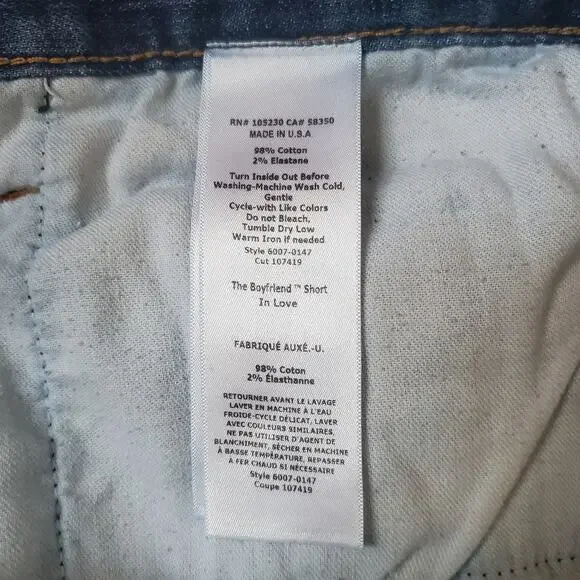 RN# 105230 CA# 58350
MADE IN U.S.A
98% Cotton
2% Elastane
Turn Inside Out Before
Washing-Machine Wash Cold,
Gentle
Cycle-with Like Colors
Do not Bleach,
Tumble Dry Low
Warm Iron if needed
Style 6007-0147
Cut 107419
The Boyfriend ™ Short
In Love
FABRIQUÉ AUXÉ.-U.
98% Coton
2% Élasthanne
RETOURNER AVANT LE LAVAGE
LAVER EN MACHINE À L'EAU
FROIDE-CYCLE DÉLICAT, LAVER
AVEC COULEURS SIMILAIRES,
NE PAS UTILISER D'AGENT DE
BLANCHIMENT, SÉCHER EN MACHINE
À BASSE TEMPÉRATURE, REPASSER
À FER CHAUD SI NÉCESSAIRE
Style 6007-0147
Coupe 107419